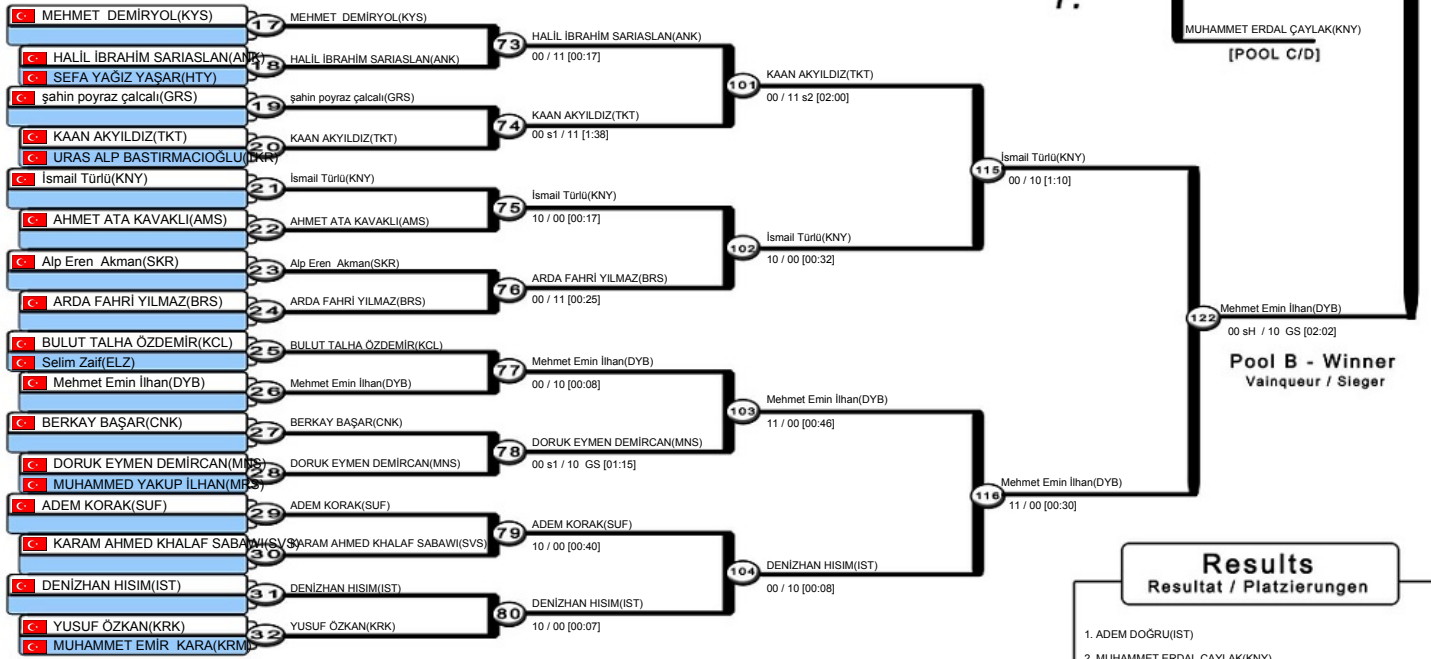 MEHMET DEMİRYOL(KYS)
HALİL İBRAHİM SARIASLAN(ANK)
SEFA YAĞIZ YAŞAR(HTY)
şahin poyraz çalcalı(GRS)
KAAN AKYILDIZ(TKT)
URAS ALP BASTIRMACIOĞLU(TKR)
İsmail Türlü(KNY)
AHMET ATA KAVAKLI(AMS)
Alp Eren Akman(SKR)
ARDA FAHRİ YILMAZ(BRS)
BULUT TALHA ÖZDEMİR(KCL)
Selim Zaif(ELZ)
Mehmet Emin İlhan(DYB)
BERKAY BAŞAR(CNK)
DORUK EYMEN DEMİRCAN(MNS)
MUHAMMED YAKUP İLHAN(MRS)
ADEM KORAK(SUF)
KARAM AHMED KHALAF SABAWI(SVS)
DENİZHAN HISIM(IST)
YUSUF ÖZKAN(KRK)
MUHAMMET EMİR KARA(KRM)
17 MEHMET DEMİRYOL(KYS)
18 HALİL İBRAHİM SARIASLAN(ANK)
19 şahin poyraz çalcalı(GRS)
20 KAAN AKYILDIZ(TKT)
21 İsmail Türlü(KNY)
22 AHMET ATA KAVAKLI(AMS)
23 Alp Eren Akman(SKR)
24 ARDA FAHRİ YILMAZ(BRS)
25 BULUT TALHA ÖZDEMİR(KCL)
26 Mehmet Emin İlhan(DYB)
27 BERKAY BAŞAR(CNK)
28 DORUK EYMEN DEMİRCAN(MNS)
29 ADEM KORAK(SUF)
30 KARAM AHMED KHALAF SABAWI(SVS)
31 DENİZHAN HISIM(IST)
32 YUSUF ÖZKAN(KRK)
73 HALİL İBRAHİM SARIASLAN(ANK)
00 / 11 [00:17]
74 KAAN AKYILDIZ(TKT)
00 s1 / 11 [1:38]
75 İsmail Türlü(KNY)
10 / 00 [00:17]
76 ARDA FAHRİ YILMAZ(BRS)
00 / 11 [00:25]
77 Mehmet Emin İlhan(DYB)
00 / 10 [00:08]
78 DORUK EYMEN DEMİRCAN(MNS)
00 s1 / 10 GS [01:15]
79 ADEM KORAK(SUF)
10 / 00 [00:40]
80 DENİZHAN HISIM(IST)
10 / 00 [00:07]
101 KAAN AKYILDIZ(TKT)
00 / 11 s2 [02:00]
102 İsmail Türlü(KNY)
10 / 00 [00:32]
103 Mehmet Emin İlhan(DYB)
11 / 00 [00:46]
104 DENİZHAN HISIM(IST)
00 / 10 [00:08]
115 İsmail Türlü(KNY)
00 / 10 [1:10]
116 Mehmet Emin İlhan(DYB)
11 / 00 [00:30]
122 Mehmet Emin İlhan(DYB)
00 sH / 10 GS [02:02]
Pool B - Winner
Vainqueur / Sieger
MUHAMMET ERDAL ÇAYLAK(KNY)
[POOL C/D]
Results
Resultat / Platzierungen
1. ADEM DOĞRU(IST)
2. MUHAMMET ERDAL ÇAYLAK(KNY)